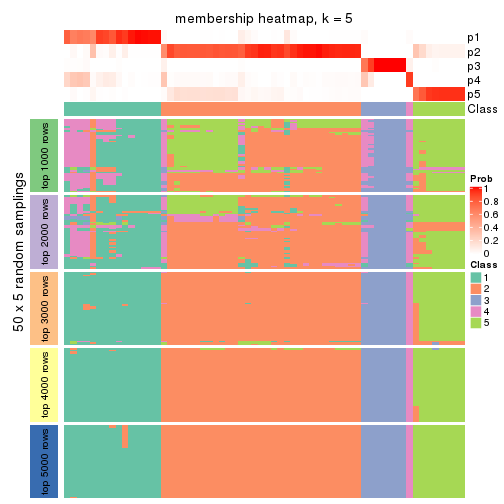 membership heatmap, k = 5
p1
p2
p3
p4
p5
Class
50 x 5 random samplings
top 1000 rows
top 2000 rows
top 3000 rows
top 4000 rows
top 5000 rows
Prob
1
0.8
0.6
0.4
0.2
0
Class
1
2
3
4
5